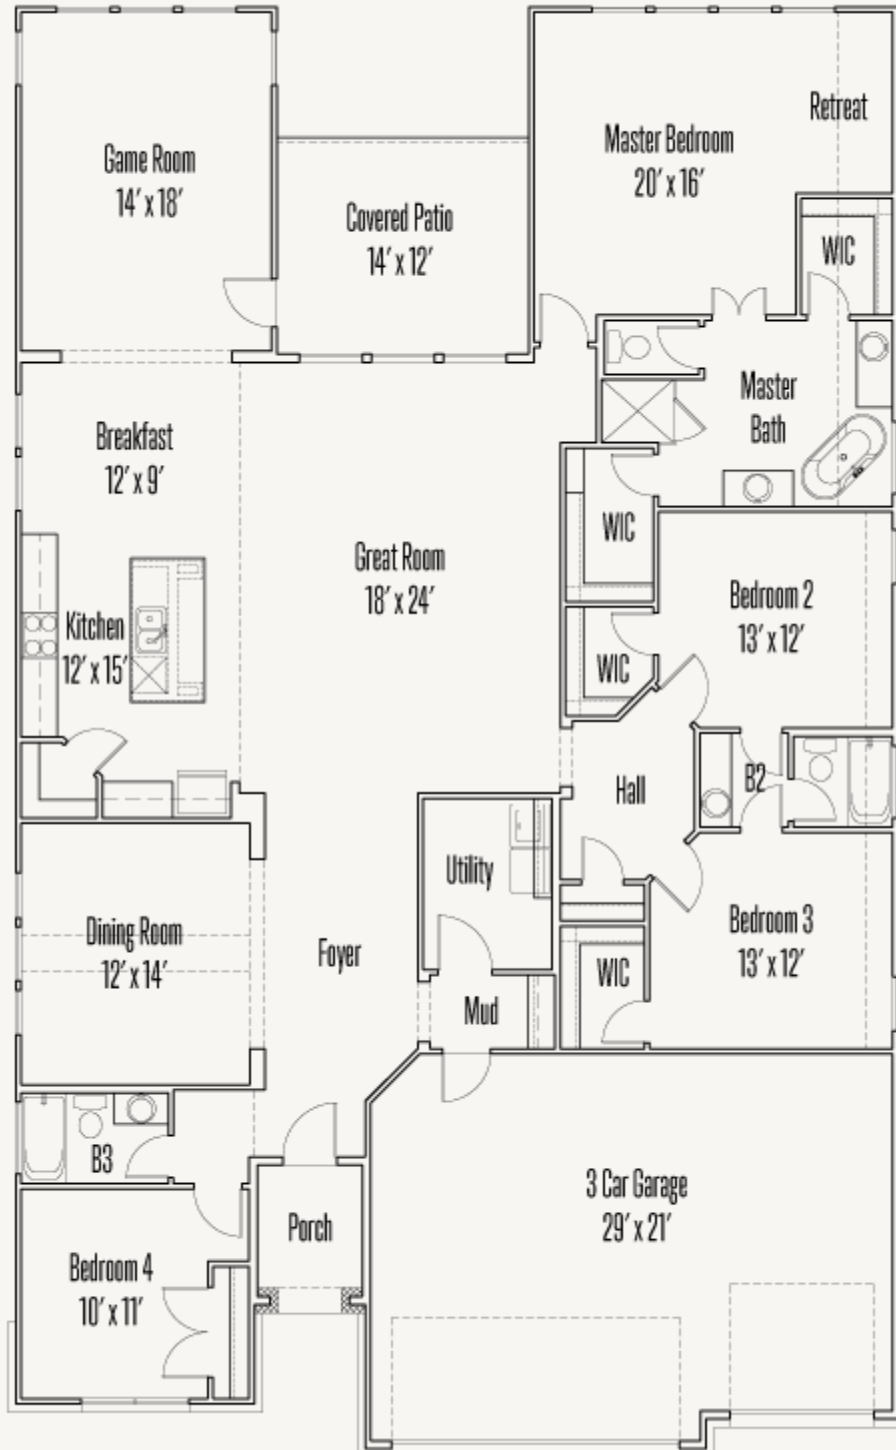 Game Room
14' x 18'
Covered Patio
14' x 12'
Master Bedroom
20' x 16'
Retreat
WIC
Master
Bath
Breakfast
12' x 9'
Great Room
18' x 24'
WIC
Kitchen
12' x 15'
Bedroom 2
13' x 12'
WIC
Hall
B2
Utility
Dining Room
12' x 14'
Foyer
Bedroom 3
13' x 12'
WIC
Mud
B3
3 Car Garage
29' x 21'
Porch
Bedroom 4
10' x 11'